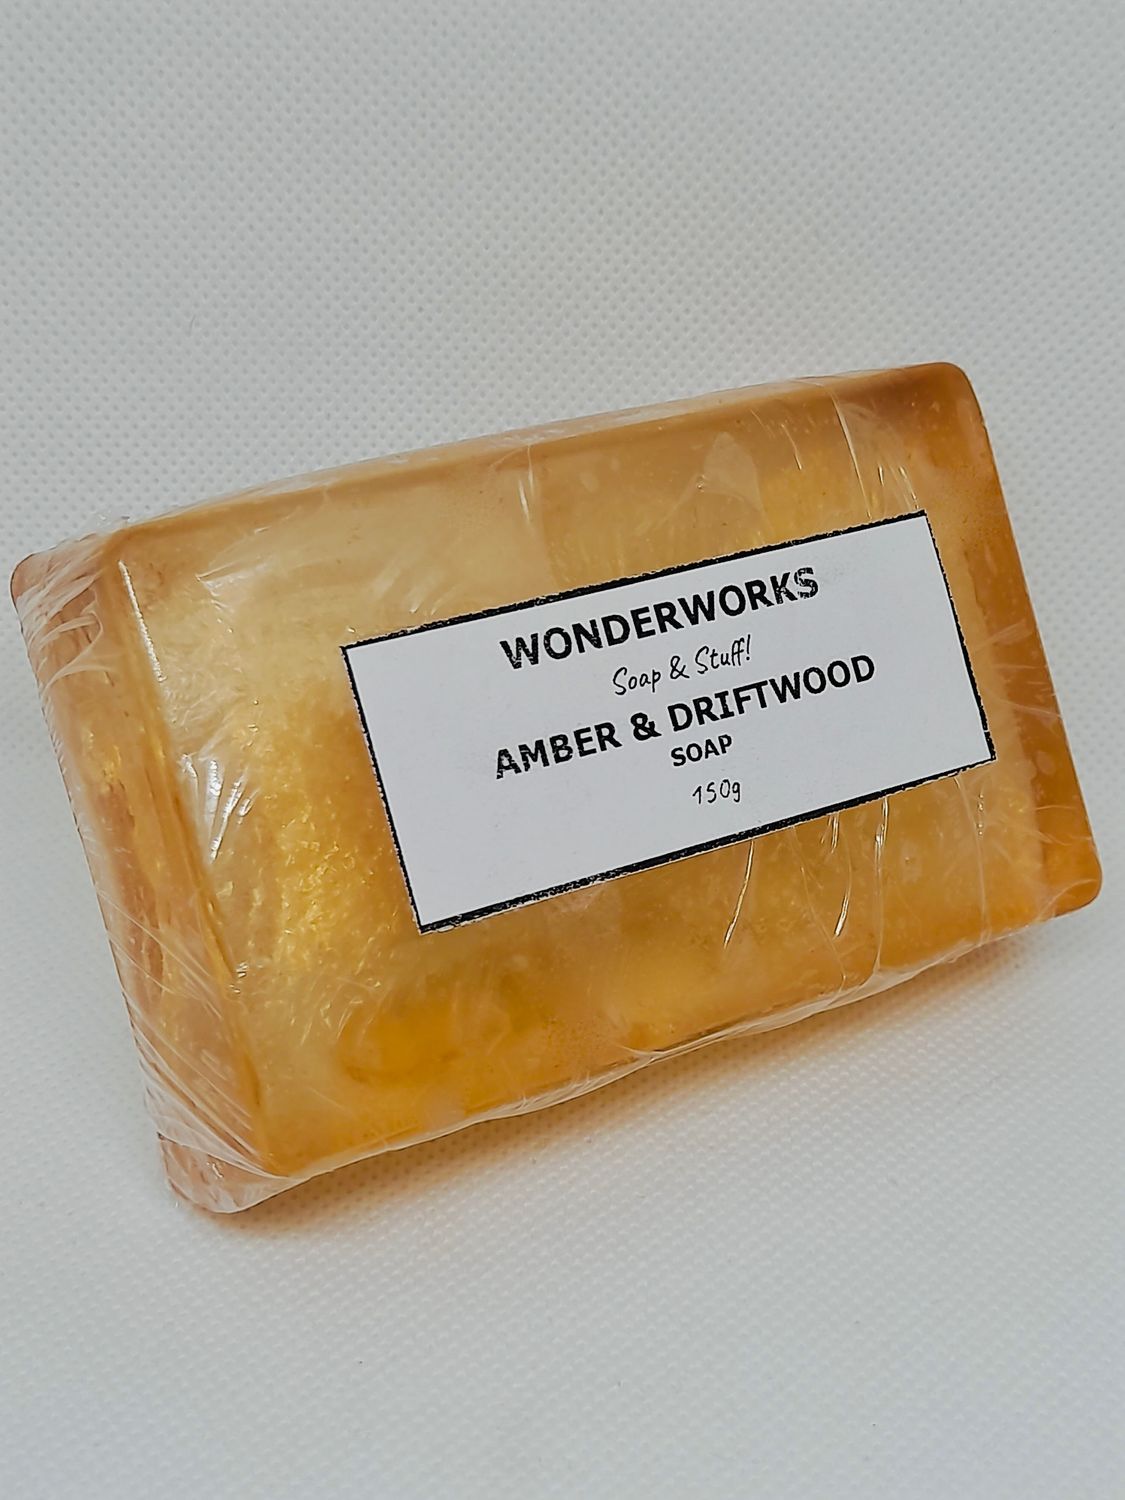 WONDERWORKS
Soap & Stuff!
AMBER & DRIFTWOOD
SOAP
150g